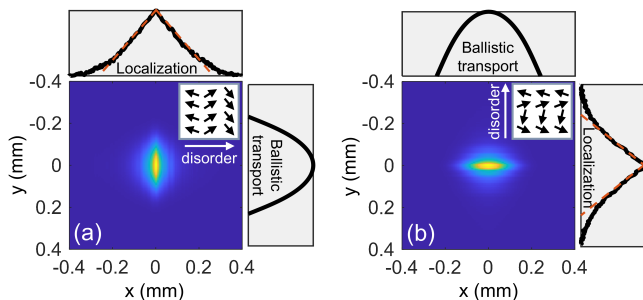 Localization
-0.4
-0.2
0
0.2
0.4
y (mm)
disorder
(a)
Ballistic
transport
-0.4 -0.2 0 0.2 0.4
x (mm)
Ballistic
transport
-0.4
-0.2
0
0.2
0.4
y (mm)
disorder
(b)
Localization
-0.4 -0.2 0 0.2 0.4
x (mm)